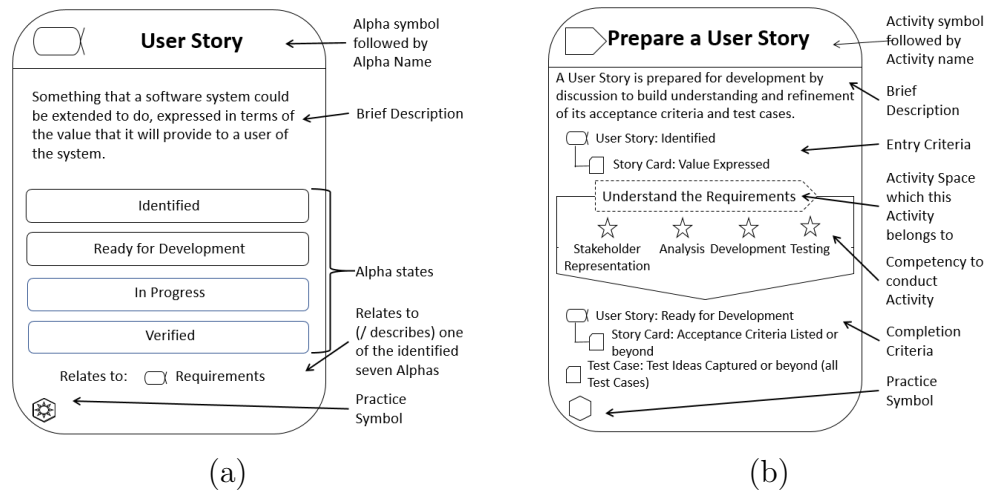 User Story
Alpha symbol
followed by
Alpha Name
Something that a software system could
be extended to do, expressed in terms of
the value that it will provide to a user of
the system.
Brief Description
Identified
Ready for Development
In Progress
Verified
Alpha states
Relates to: Requirements
Relates to
(/ describes) one
of the identified
seven Alphas
Practice
Symbol
(a)
Prepare a User Story
Activity symbol
followed by
Activity name
A User Story is prepared for development by
discussion to build understanding and refinement
of its acceptance criteria and test cases.
Brief
Description
User Story: Identified
Story Card: Value Expressed
Entry Criteria
Understand the Requirements
Activity Space
which this
Activity
belongs to
Stakeholder
Representation
Analysis
Development
Testing
Competency to
conduct
Activity
User Story: Ready for Development
Story Card: Acceptance Criteria Listed or
beyond
Test Case: Test Ideas Captured or beyond (all
Test Cases)
Completion
Criteria
Practice
Symbol
(b)